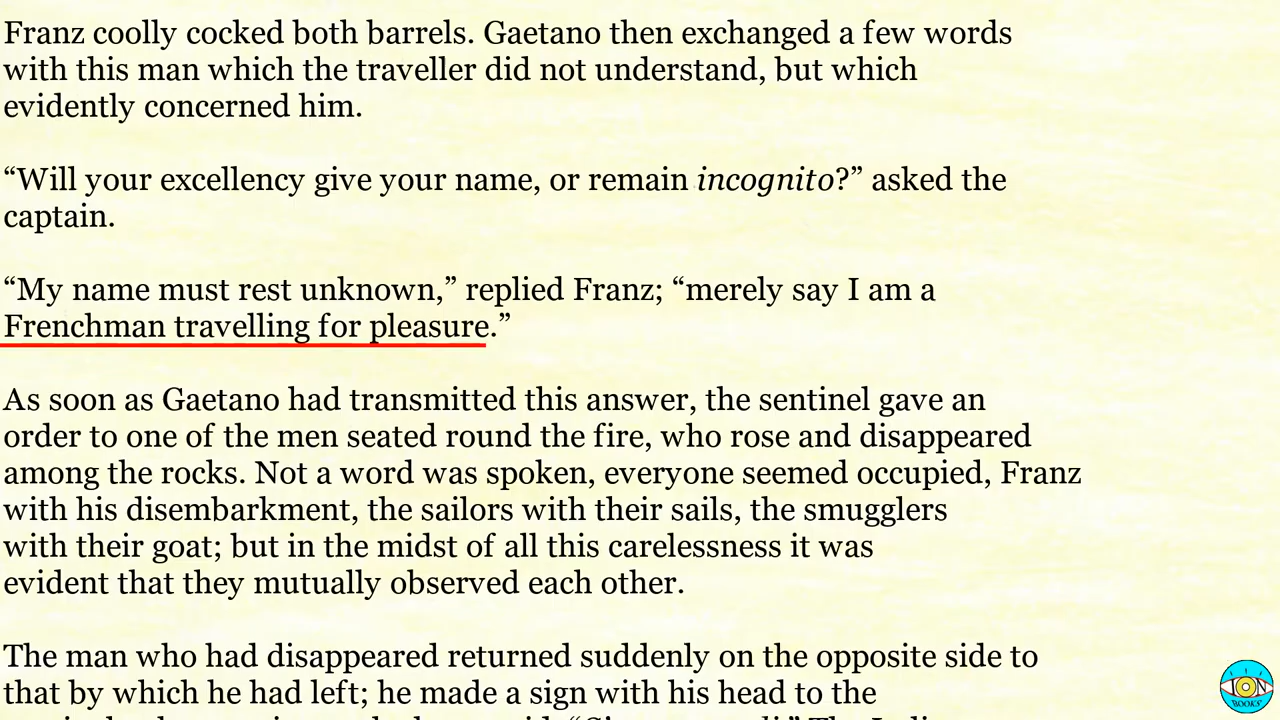 Franz coolly cocked both barrels. Gaetano then exchanged a few words
with this man which the traveller did not understand, but which
evidently concerned him.
“Will your excellency give your name, or remain incognito?” asked the
captain.
“My name must rest unknown,” replied Franz; “merely say I am a
Frenchman travelling for pleasure.”
As soon as Gaetano had transmitted this answer, the sentinel gave an
order to one of the men seated round the fire, who rose and disappeared
among the rocks. Not a word was spoken, everyone seemed occupied, Franz
with his disembarkment, the sailors with their sails, the smugglers
with their goat; but in the midst of all this carelessness it was
evident that they mutually observed each other.
The man who had disappeared returned suddenly on the opposite side to
that by which he had left; he made a sign with his head to the
ION
BOOKS